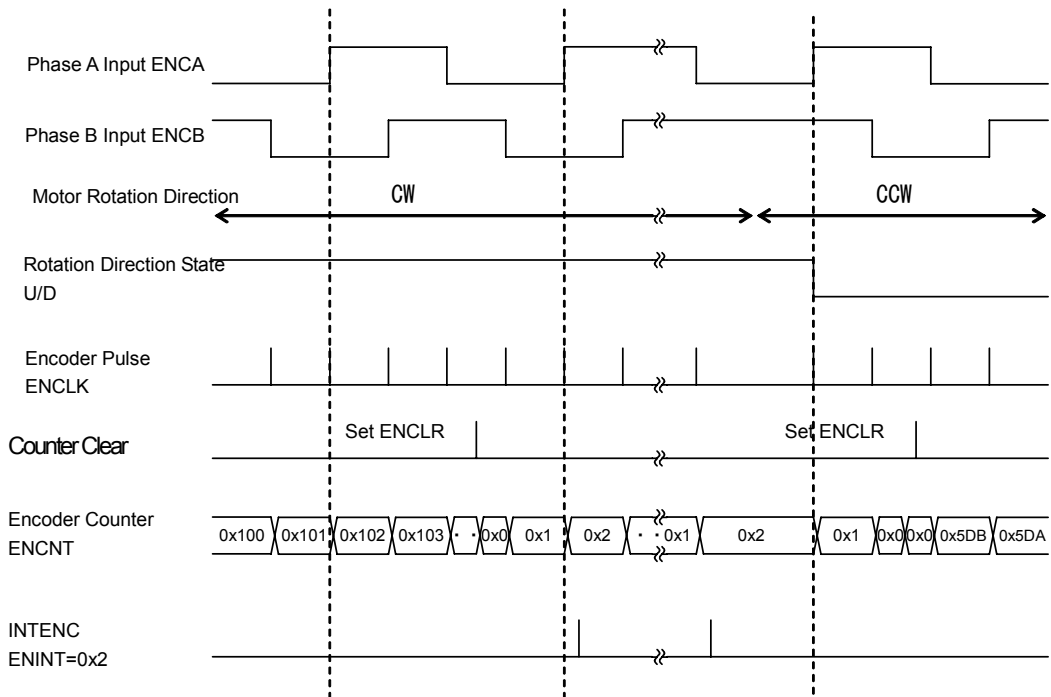 Phase A Input ENCA
Phase B Input ENCB
Motor Rotation Direction
CW
CCW
Rotation Direction State
U/D
Encoder Pulse
ENCLK
Counter Clear
Set ENCLR
Set ENCLR
Encoder Counter
ENCNT
0x100 0x101 0x102 0x103 · · 0x0 0x1 0x2 · · 0x1 0x2 0x1 0x0 0x0 0x5DB 0x5DA
INTENC
ENINT=0x2